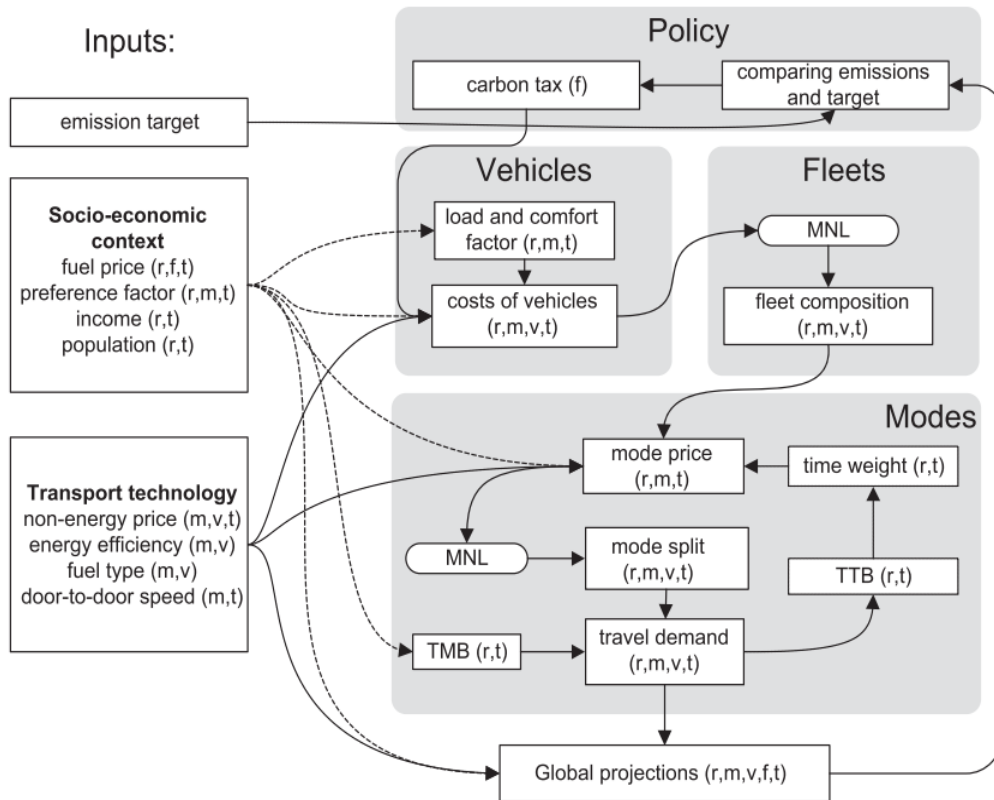 Inputs:
emission target
Socio-economic
context
fuel price (r,f,t)
preference factor (r,m,t)
income (r,t)
population (r,t)
Transport technology
non-energy price (m,v,t)
energy efficiency (m,v)
fuel type (m,v)
door-to-door speed (m,t)
Policy
carbon tax (f)
comparing emissions
and target
Vehicles
load and comfort
factor (r,m,t)
costs of vehicles
(r,m,v,t)
Fleets
MNL
fleet composition
(r,m,v,t)
Modes
mode price
(r,m,t)
time weight (r,t)
MNL
mode split
(r,m,v,t)
TTB (r,t)
TMB (r,t)
travel demand
(r,m,v,t)
Global projections (r,m,v,f,t)